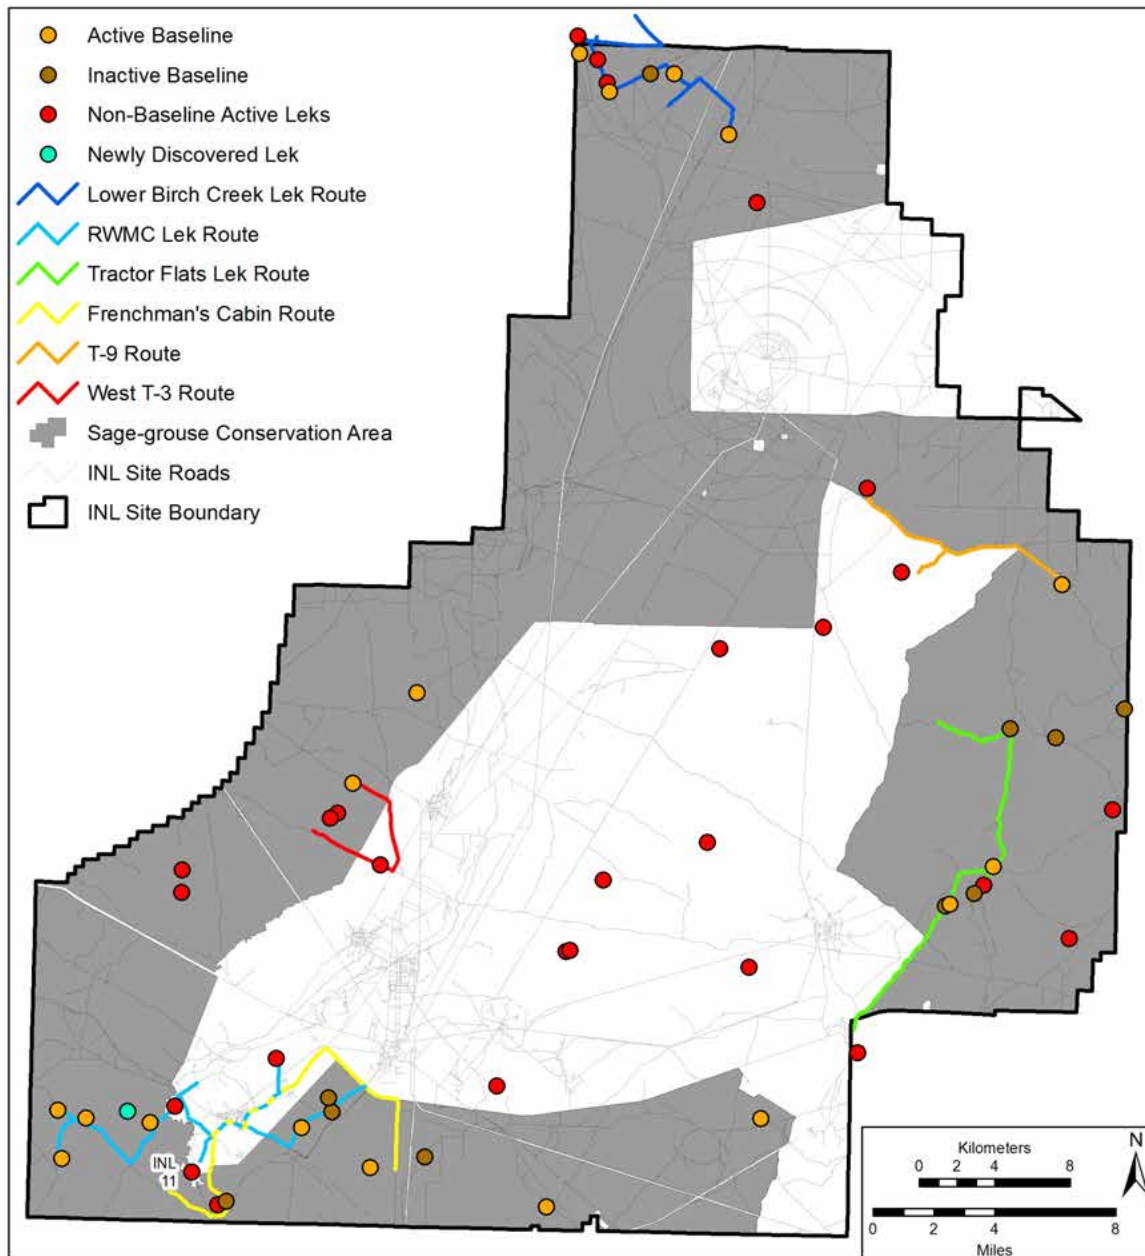 Active Baseline
Inactive Baseline
Non-Baseline Active Leks
Newly Discovered Lek
Lower Birch Creek Lek Route
RWMC Lek Route
Tractor Flats Lek Route
Frenchman's Cabin Route
T-9 Route
West T-3 Route
Sage-grouse Conservation Area
INL Site Roads
INL Site Boundary
INL
11
N
Kilometers
0 2 4 8
0 2 4 8
Miles